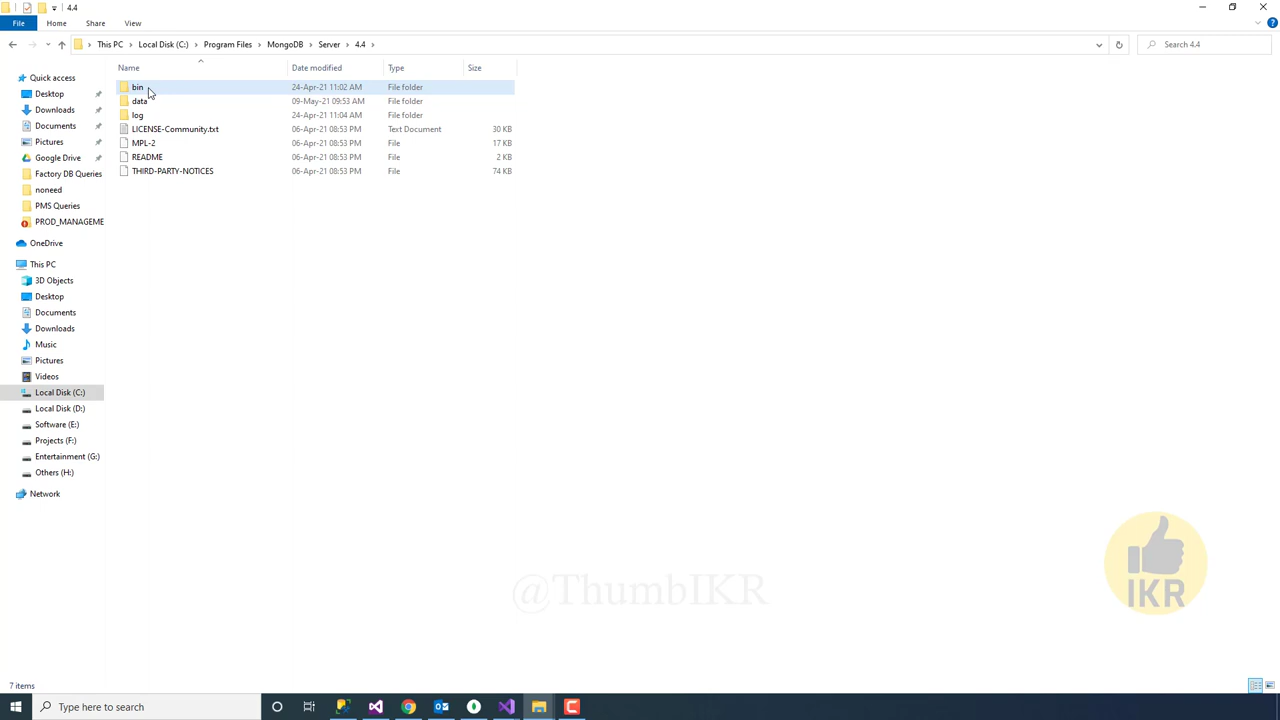 4.4
File Home Share View
This PC Local Disk (C:) Program Files MongoDB Server 4.4
Search 4.4
Name Date modified Type Size
Quick access
Desktop
Downloads
Documents
Pictures
Google Drive
Factory DB Queries
noneed
PMS Queries
PROD_MANAGEME
OneDrive
This PC
3D Objects
Desktop
Documents
Downloads
Music
Pictures
Videos
Local Disk (C:)
Local Disk (D:)
Software (E:)
Projects (F:)
Entertainment (G:)
Others (H:)
Network
bin 24-Apr-21 11:02 AM File folder
data 09-May-21 09:53 AM File folder
log 24-Apr-21 11:04 AM File folder
LICENSE-Community.txt 06-Apr-21 08:53 PM Text Document 30 KB
MPL-2 06-Apr-21 08:53 PM File 17 KB
README 06-Apr-21 08:53 PM File 2 KB
THIRD-PARTY-NOTICES 06-Apr-21 08:53 PM File 74 KB
@ThumbIKR
IKR
7 items
Type here to search